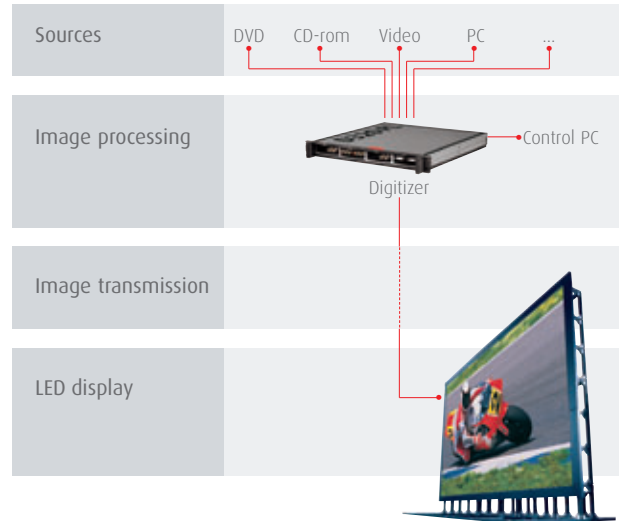 Sources
DVD CD-rom Video PC ...
Image processing
Control PC
Digitizer
Image transmission
LED display